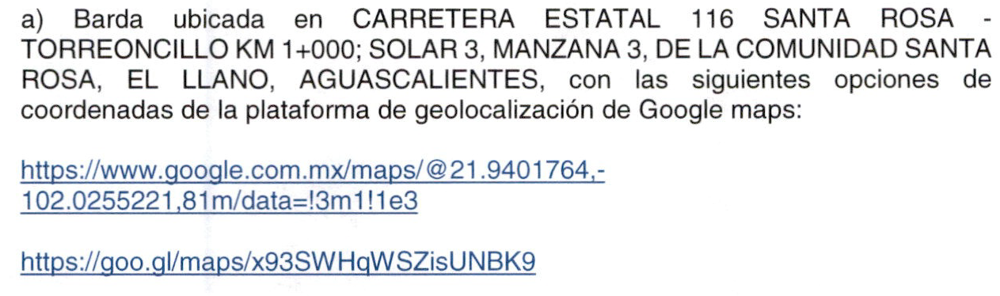 a) Barda ubicada en CARRETERA ESTATAL 116 SANTA ROSA -
TORREONCILLO KM 1+000; SOLAR 3, MANZANA 3, DE LA COMUNIDAD SANTA
ROSA, EL LLANO, AGUASCALIENTES, con las siguientes opciones de
coordenadas de la plataforma de geolocalización de Google maps:
https://www.google.com.mx/maps/@21.9401764,-
102.0255221,81m/data=!3m1!1e3
https://goo.gl/maps/x93SWHqWSZisUNBK9